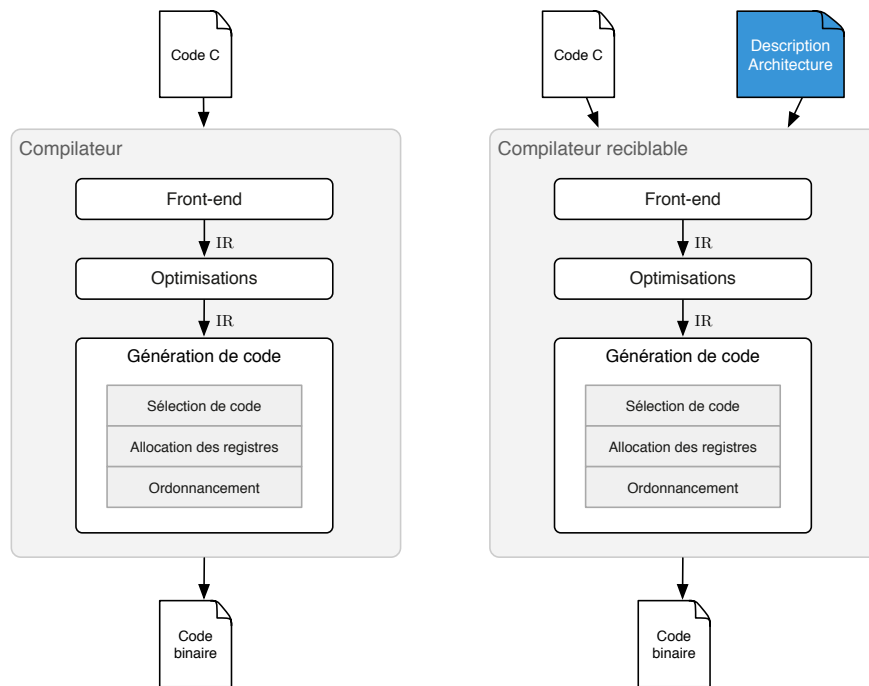 Code C
Compilateur
Front-end
IR
Optimisations
IR
Génération de code
Sélection de code
Allocation des registres
Ordonnancement
Code
binaire
Code C
Description
Architecture
Compilateur reciblable
Front-end
IR
Optimisations
IR
Génération de code
Sélection de code
Allocation des registres
Ordonnancement
Code
binaire